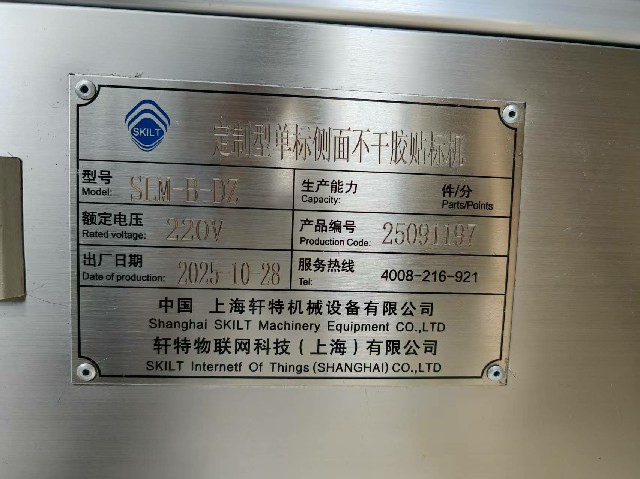 SKILT
定制型单标侧面不干胶贴标机
型号 SLM-B-DZ 生产能力 件/分
Model: Capacity: Parts/Points
额定电压 220V 产品编号 25091197
Rated voltage: Production Code:
出厂日期 2025-10-28 服务热线 4008-216-921
Date of production: Tel:
中国 上海轩特机械设备有限公司
Shanghai SKILT Machinery Equipment CO.,LTD
轩特物联网科技（上海）有限公司
SKILT Internetf Of Things(SHANGHAI)CO.,LTD